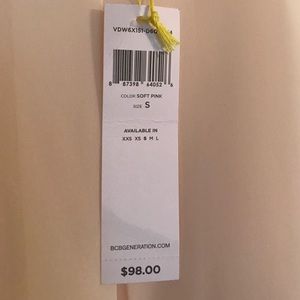 8 87398 64052 6
COLOR SOFT PINK
SIZE S
AVAILABLE IN
XXS XS S M L
BCBGENERATION.COM
$98.00